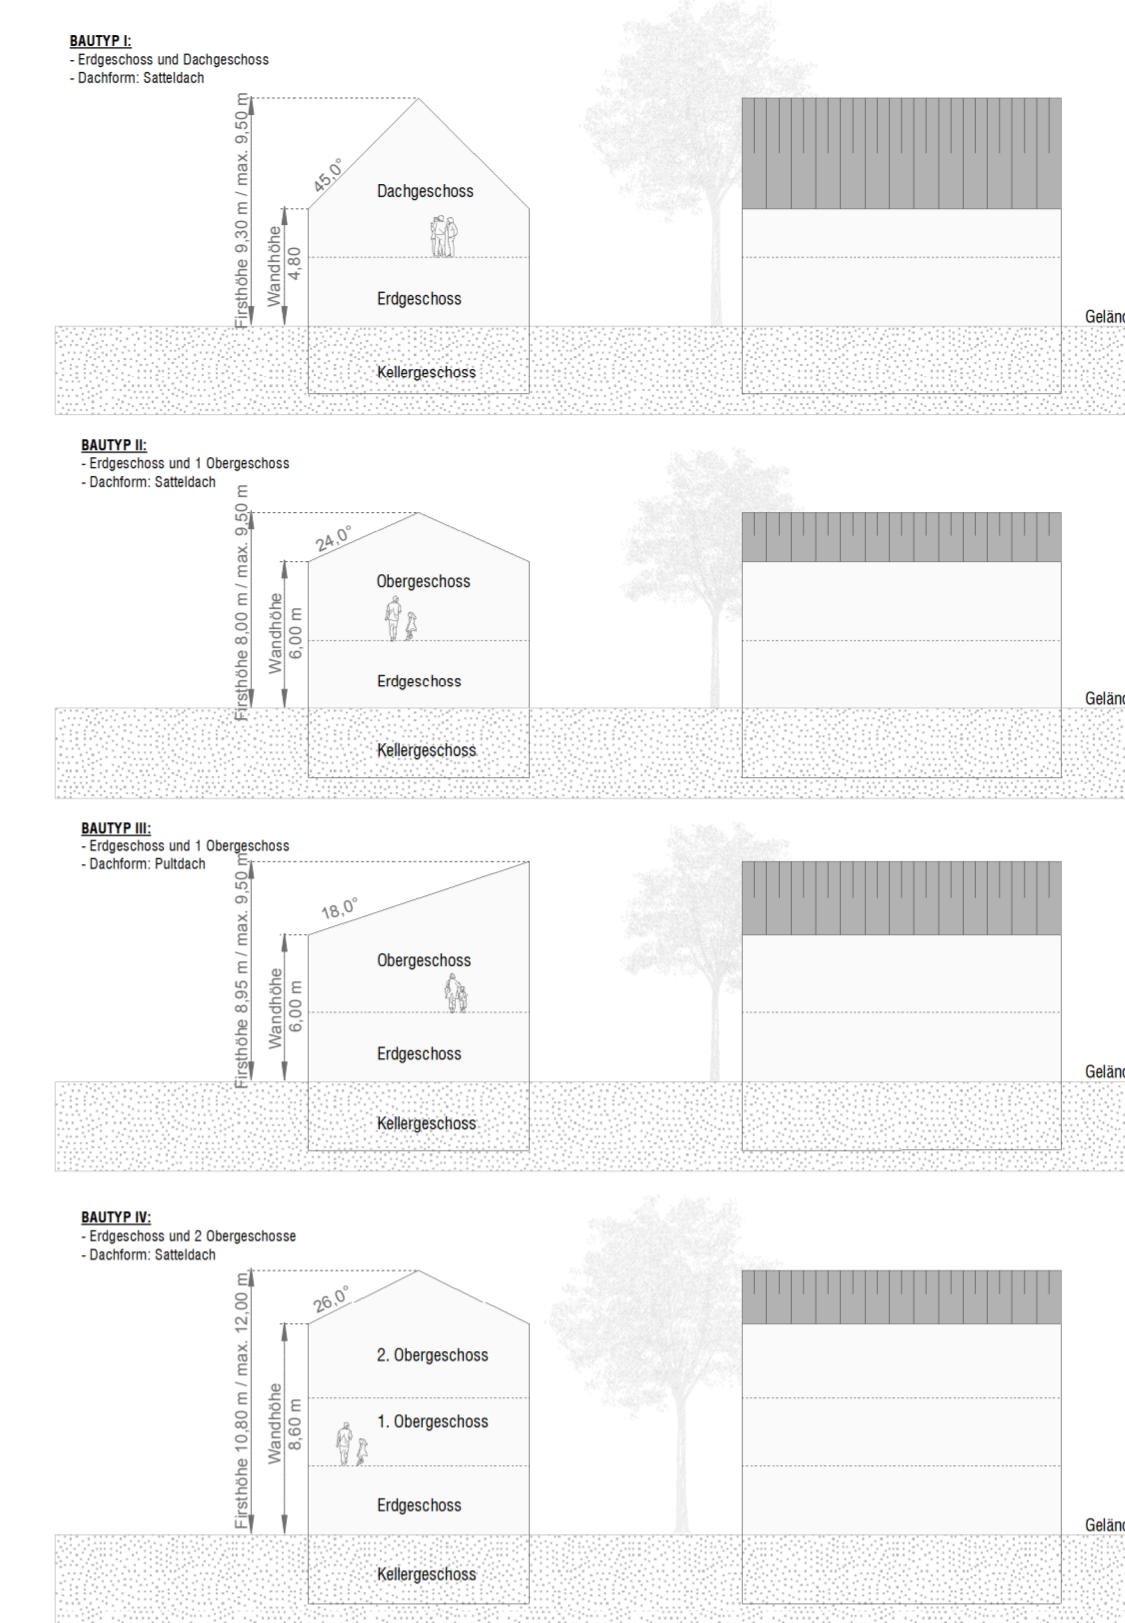 BAUTYP I:
- Erdgeschoss und Dachgeschoss
- Dachform: Satteldach
Firsthöhe 9,30 m / max. 9,50 m
Wandhöhe
4,80
45,0°
Dachgeschoss
Erdgeschoss
Kellergeschoss
Geländ
BAUTYP II:
- Erdgeschoss und 1 Obergeschoss
- Dachform: Satteldach
Firsthöhe 8,00 m / max. 9,50 m
Wandhöhe
6,00 m
24,0°
Obergeschoss
Erdgeschoss
Kellergeschoss
Geländ
BAUTYP III:
- Erdgeschoss und 1 Obergeschoss
- Dachform: Pultdach
Firsthöhe 8,95 m / max. 9,50 m
Wandhöhe
6,00 m
18,0°
Obergeschoss
Erdgeschoss
Kellergeschoss
Geländ
BAUTYP IV:
- Erdgeschoss und 2 Obergeschosse
- Dachform: Satteldach
Firsthöhe 10,80 m / max. 12,00 m
Wandhöhe
8,60 m
26,0°
2. Obergeschoss
1. Obergeschoss
Erdgeschoss
Kellergeschoss
Geländ